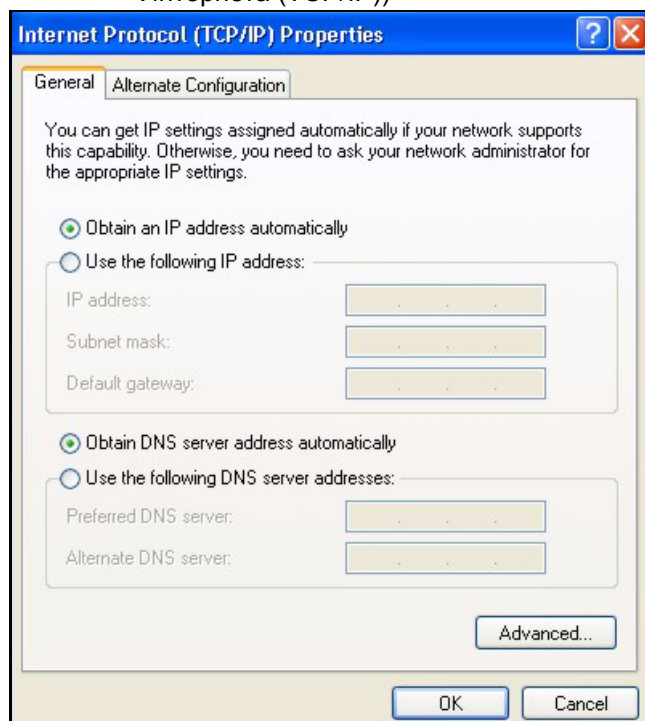 Internet Protocol (TCP/IP) Properties
General
Alternate Configuration
You can get IP settings assigned automatically if your network supports
this capability. Otherwise, you need to ask your network administrator for
the appropriate IP settings.
Obtain an IP address automatically
Use the following IP address:
IP address:
Subnet mask:
Default gateway:
Obtain DNS server address automatically
Use the following DNS server addresses:
Preferred DNS server:
Alternate DNS server:
Advanced...
OK
Cancel